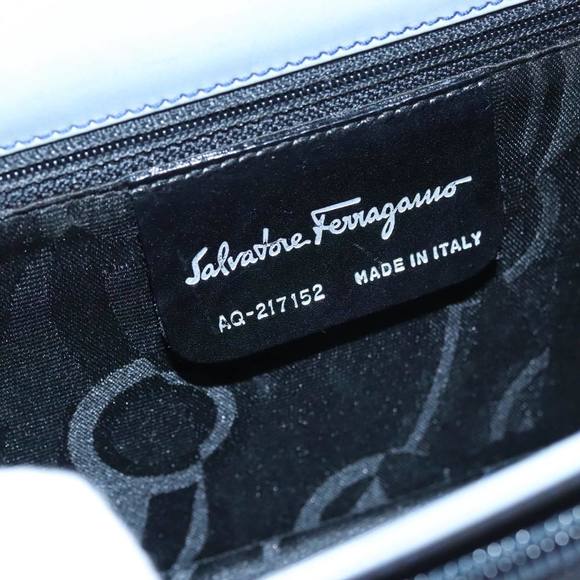 Salvatore Ferragamo
AQ-217152 MADE IN ITALY